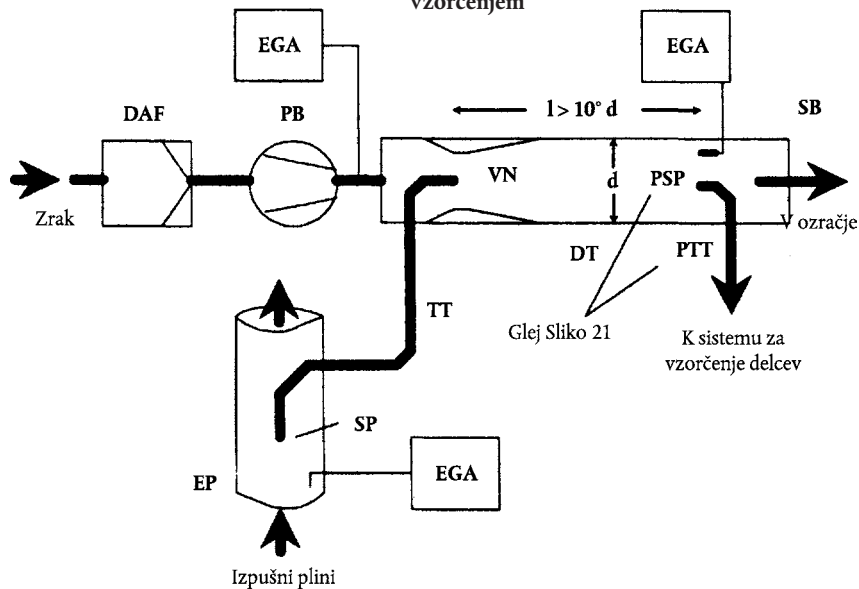 vzorčenjem
EGA
EGA
DAF
PB
l > 10° d
SB
VN
d
PSP
Zrak
V ozračje
DT
PTT
TT
Glej Sliko 21
K sistemu za
vzorčenje delcev
SP
EP
EGA
Izpušni plini